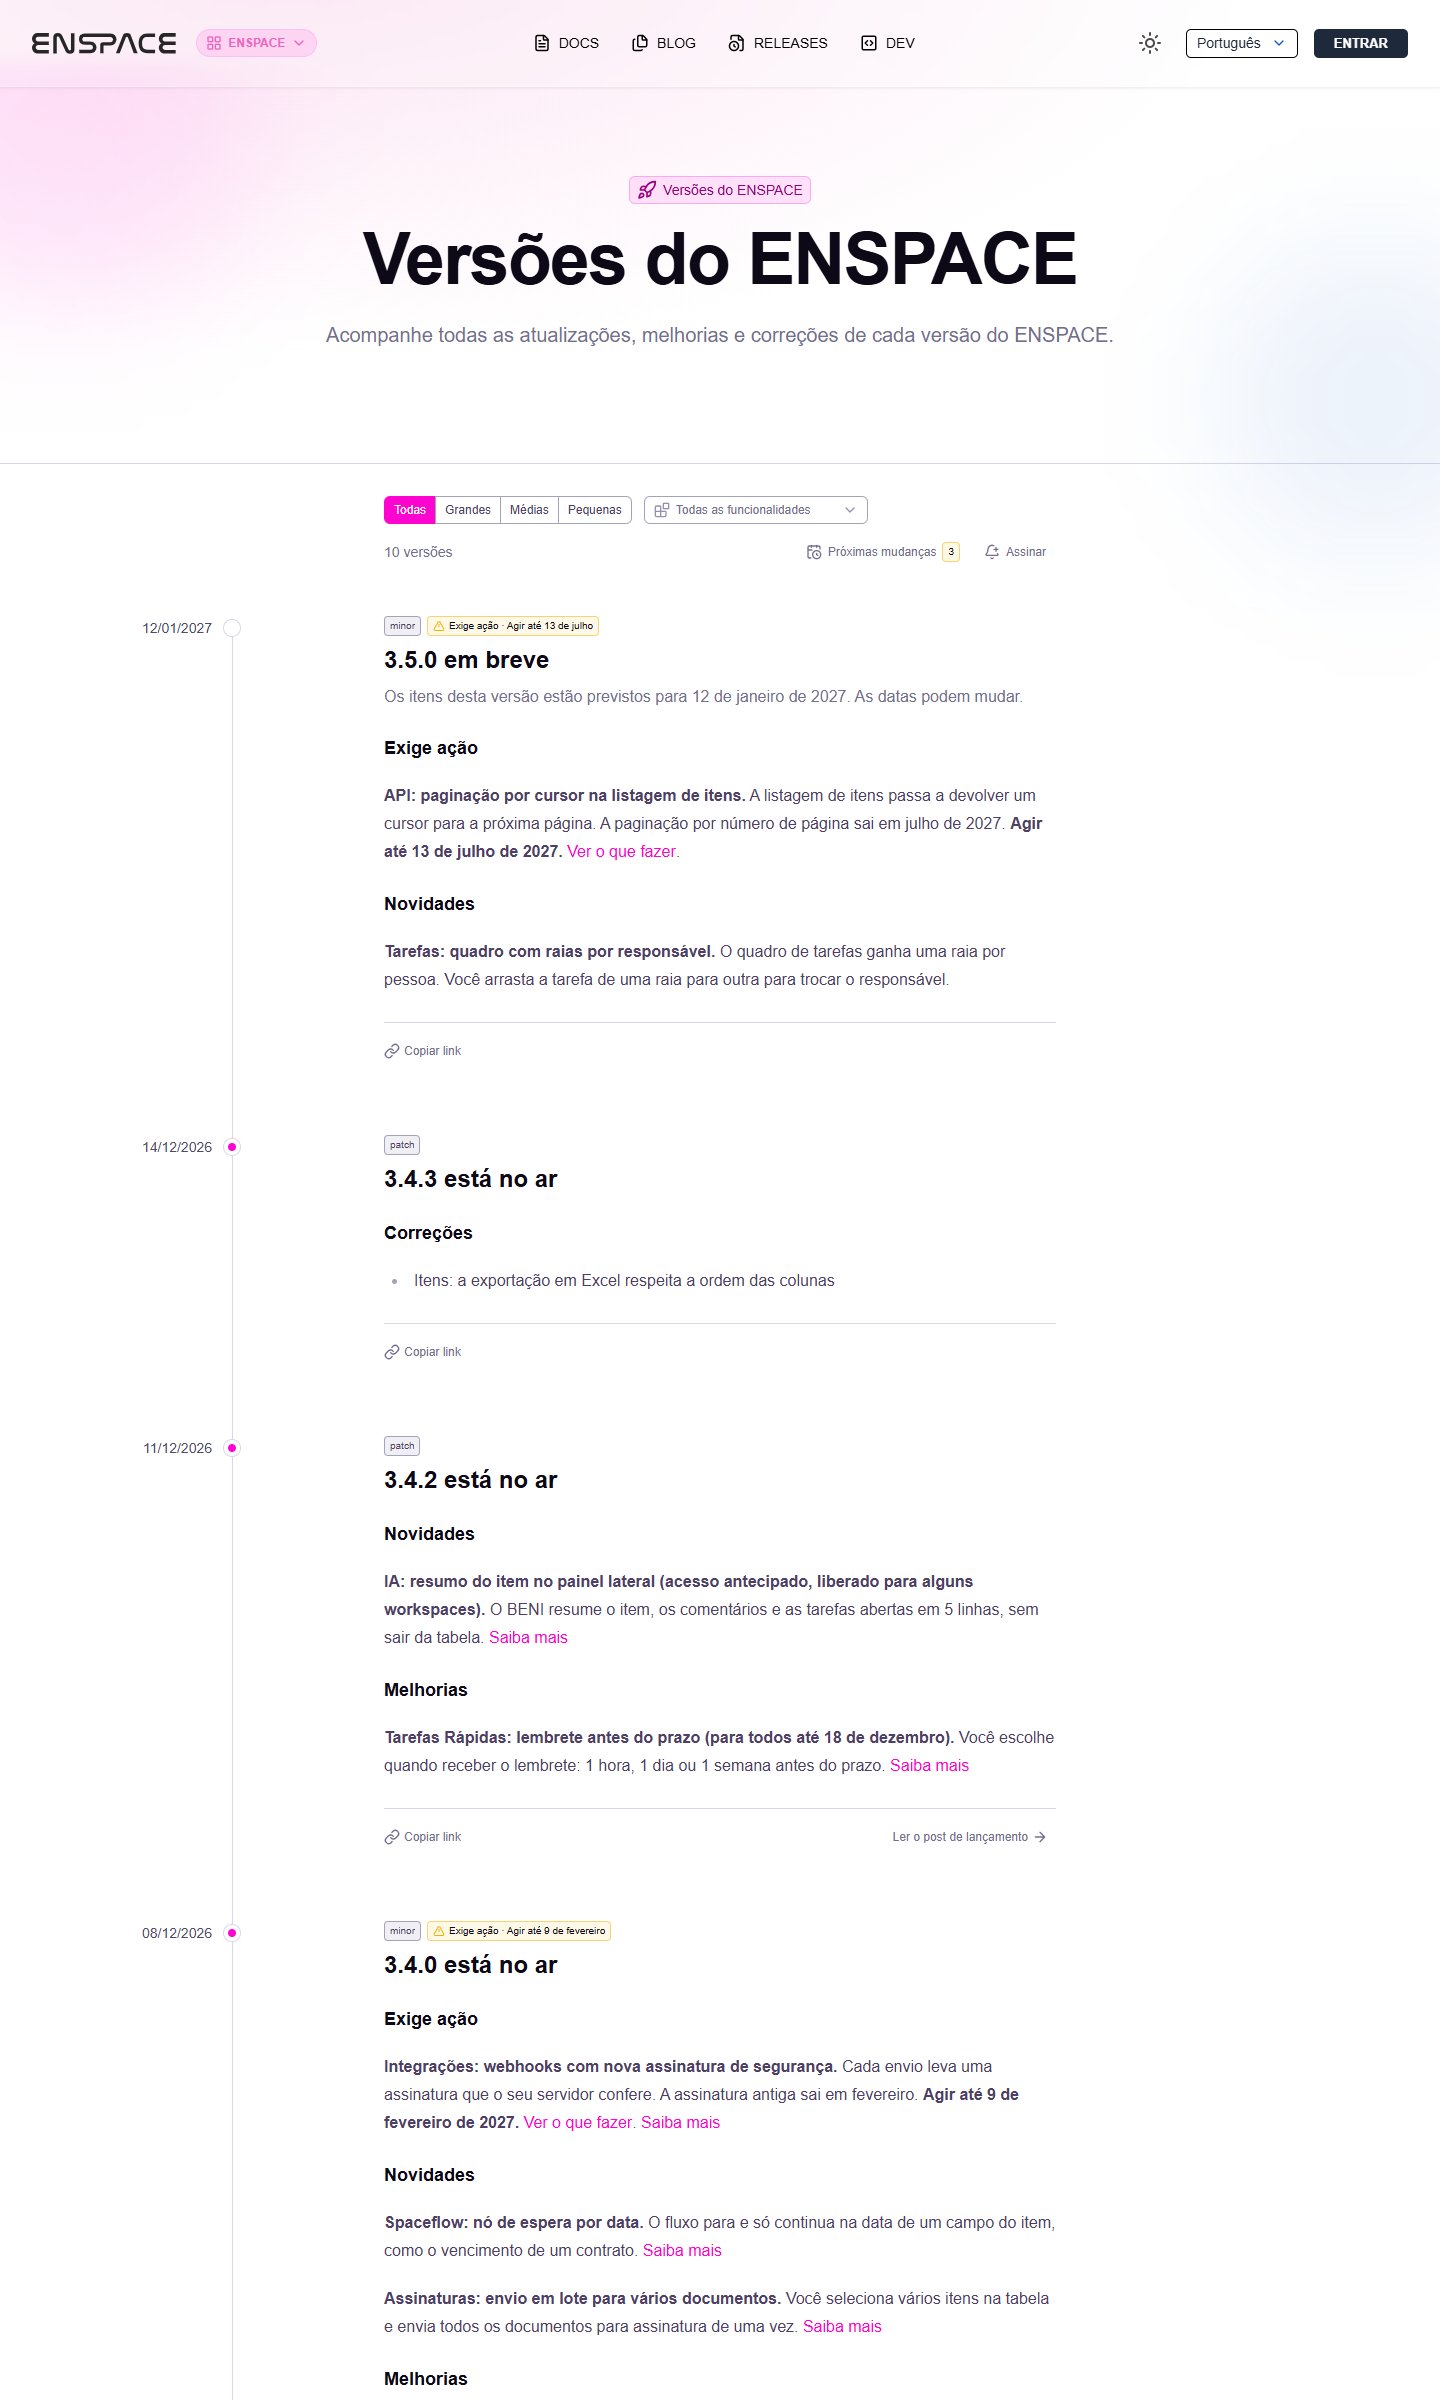 ENSPACE
ENSPACE
DOCS
BLOG
RELEASES
DEV
Português
ENTRAR
Versões do ENSPACE
Versões do ENSPACE
Acompanhe todas as atualizações, melhorias e correções de cada versão do ENSPACE.
Todas
Grandes
Médias
Pequenas
Todas as funcionalidades
10 versões
Próximas mudanças 3
Assinar
12/01/2027
minor
Exige ação · Agir até 13 de julho
3.5.0 em breve
Os itens desta versão estão previstos para 12 de janeiro de 2027. As datas podem mudar.
Exige ação
API: paginação por cursor na listagem de itens. A listagem de itens passa a devolver um
cursor para a próxima página. A paginação por número de página sai em julho de 2027. Agir
até 13 de julho de 2027. Ver o que fazer.
Novidades
Tarefas: quadro com raias por responsável. O quadro de tarefas ganha uma raia por
pessoa. Você arrasta a tarefa de uma raia para outra para trocar o responsável.
Copiar link
14/12/2026
patch
3.4.3 está no ar
Correções
Itens: a exportação em Excel respeita a ordem das colunas
Copiar link
11/12/2026
patch
3.4.2 está no ar
Novidades
IA: resumo do item no painel lateral (acesso antecipado, liberado para alguns
workspaces). O BENI resume o item, os comentários e as tarefas abertas em 5 linhas, sem
sair da tabela. Saiba mais
Melhorias
Tarefas Rápidas: lembrete antes do prazo (para todos até 18 de dezembro). Você escolhe
quando receber o lembrete: 1 hora, 1 dia ou 1 semana antes do prazo. Saiba mais
Copiar link
Ler o post de lançamento
08/12/2026
minor
Exige ação · Agir até 9 de fevereiro
3.4.0 está no ar
Exige ação
Integrações: webhooks com nova assinatura de segurança. Cada envio leva uma
assinatura que o seu servidor confere. A assinatura antiga sai em fevereiro. Agir até 9 de
fevereiro de 2027. Ver o que fazer. Saiba mais
Novidades
Spaceflow: nó de espera por data. O fluxo para e só continua na data de um campo do item,
como o vencimento de um contrato. Saiba mais
Assinaturas: envio em lote para vários documentos. Você seleciona vários itens na tabela
e envia todos os documentos para assinatura de uma vez. Saiba mais
Melhorias